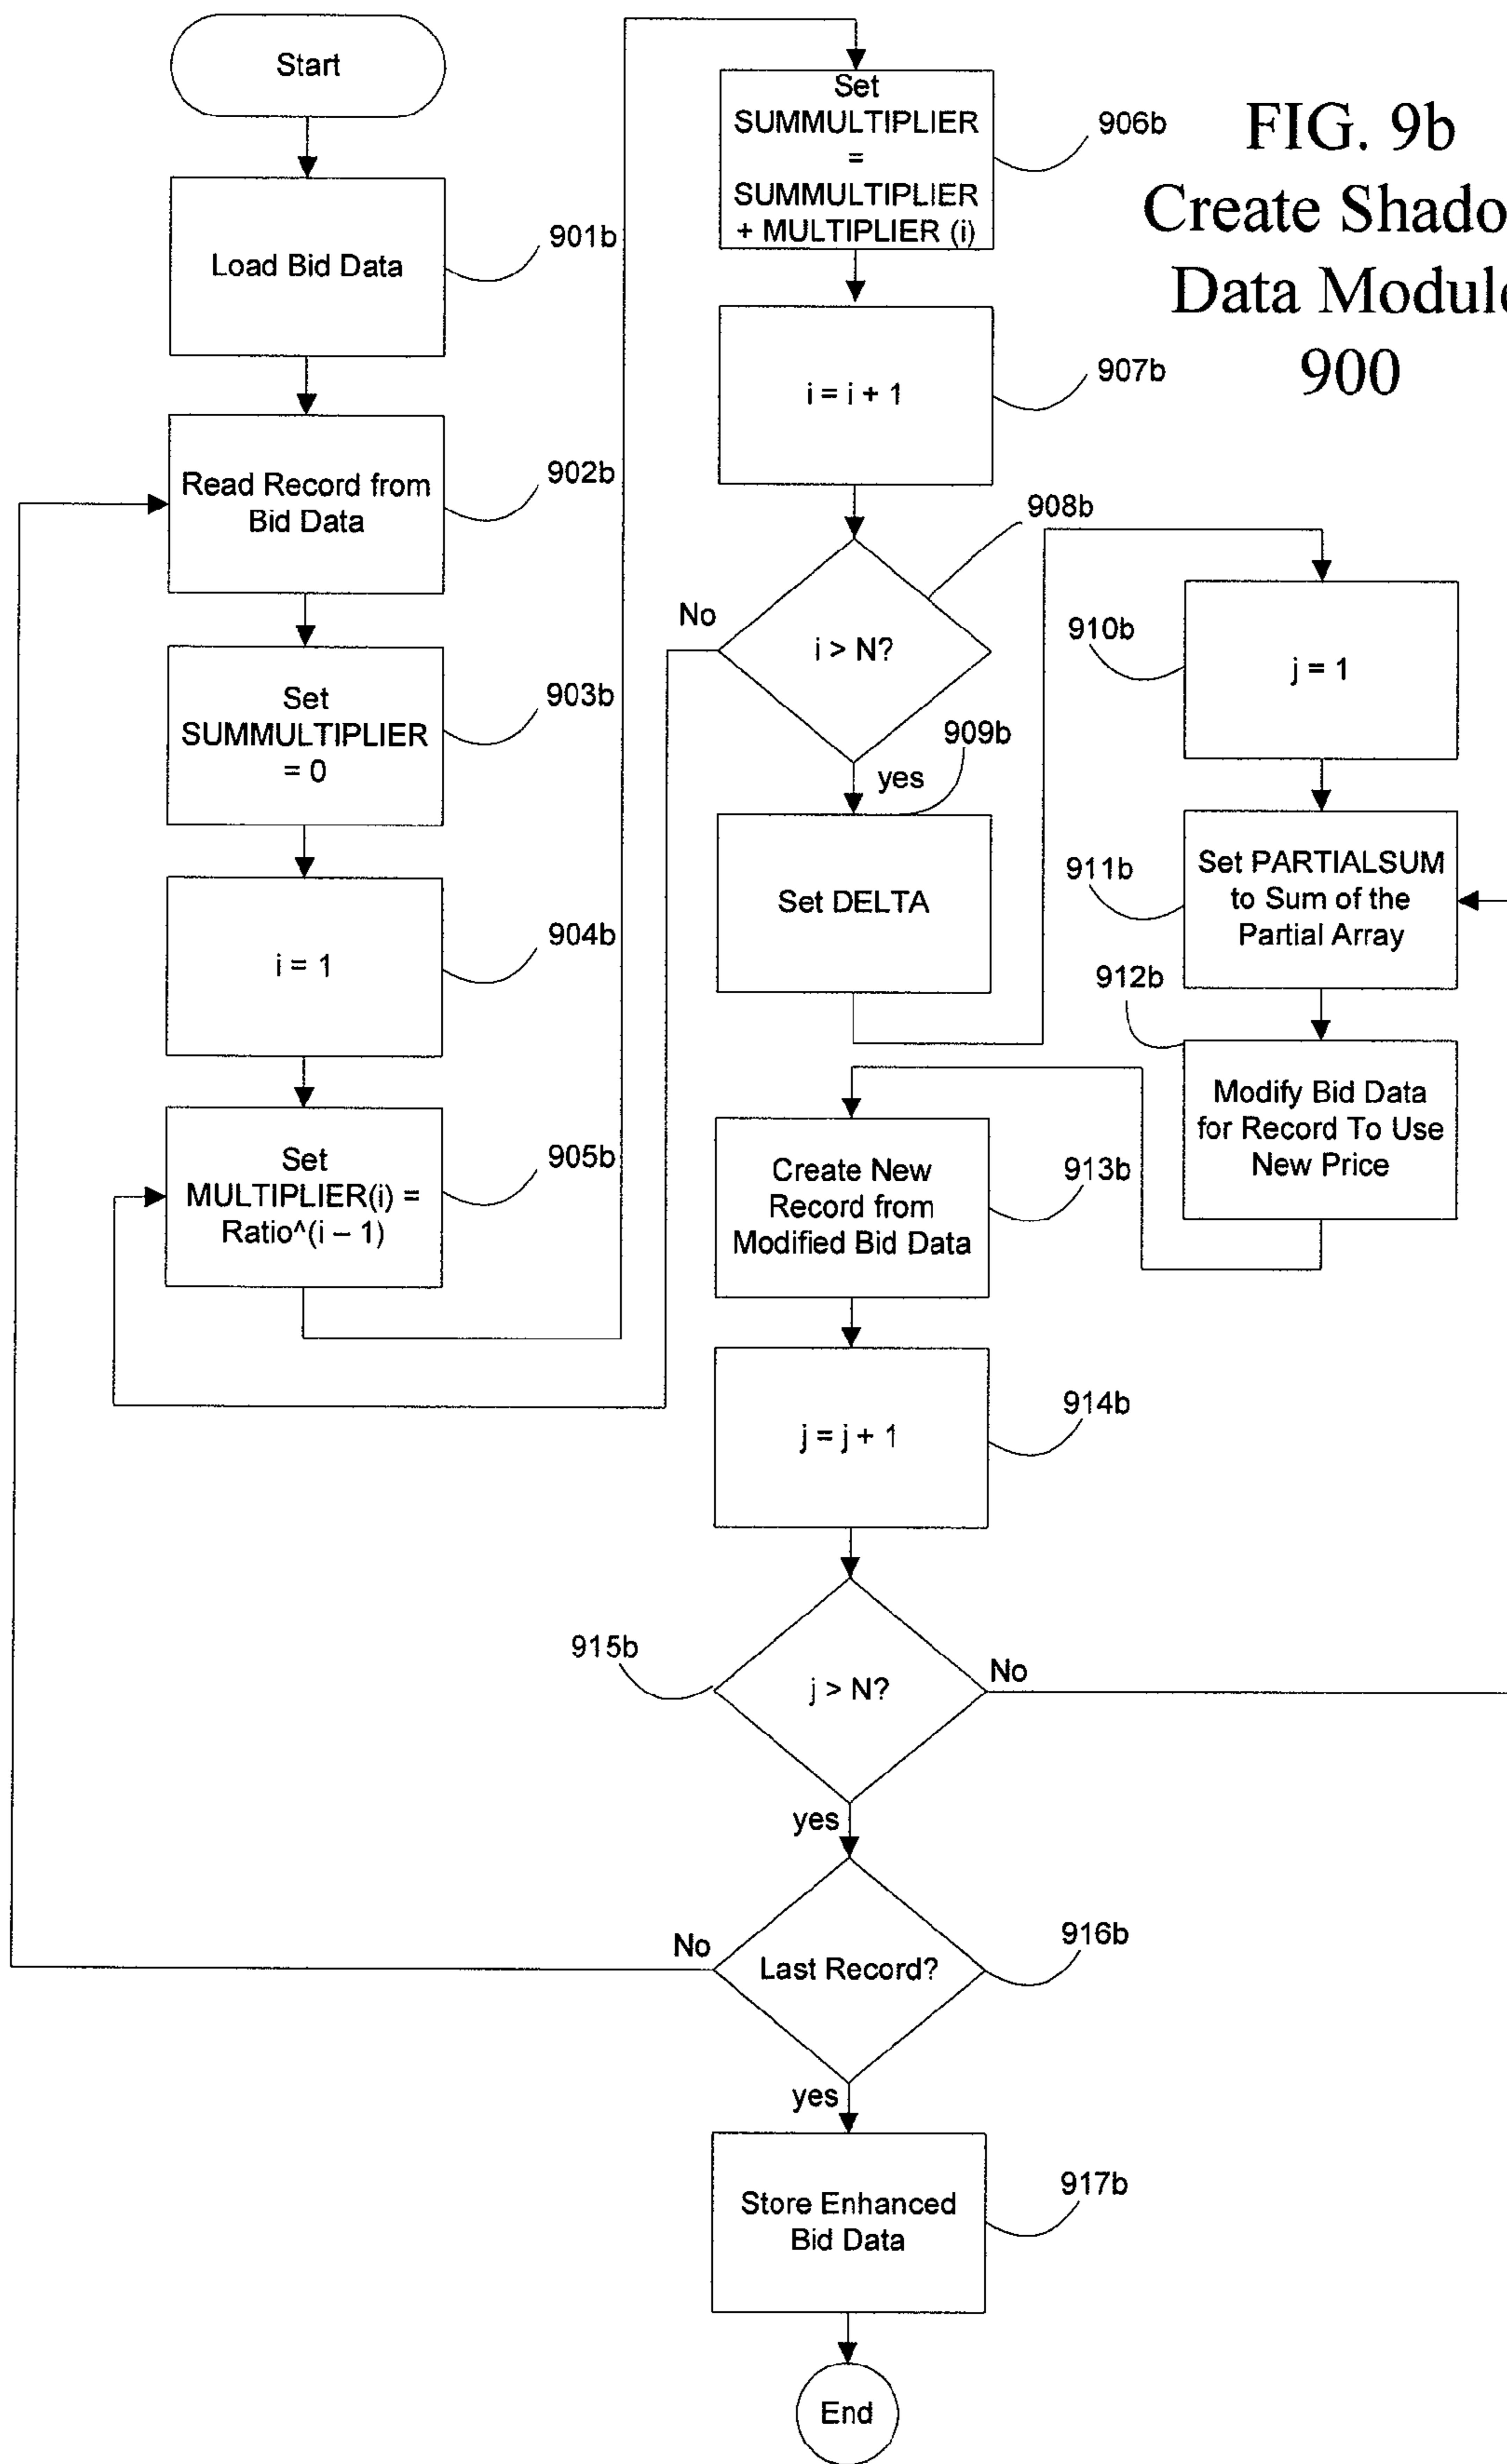 Start
Load Bid Data
901b
Read Record from
Bid Data
902b
Set
SUMMULTIPLIER
= 0
903b
i = 1
904b
Set
MULTIPLIER(i) =
Ratio^(i – 1)
905b
Set
SUMMULTIPLIER
=
SUMMULTIPLIER
+ MULTIPLIER (i)
906b
FIG. 9b
Create Shado
Data Module
900
i = i + 1
907b
908b
i > N?
No
yes
909b
Set DELTA
910b
j = 1
911b
Set PARTIALSUM
to Sum of the
Partial Array
912b
Modify Bid Data
for Record To Use
New Price
Create New
Record from
Modified Bid Data
913b
j = j + 1
914b
915b
j > N?
No
yes
916b
Last Record?
No
yes
Store Enhanced
Bid Data
917b
End